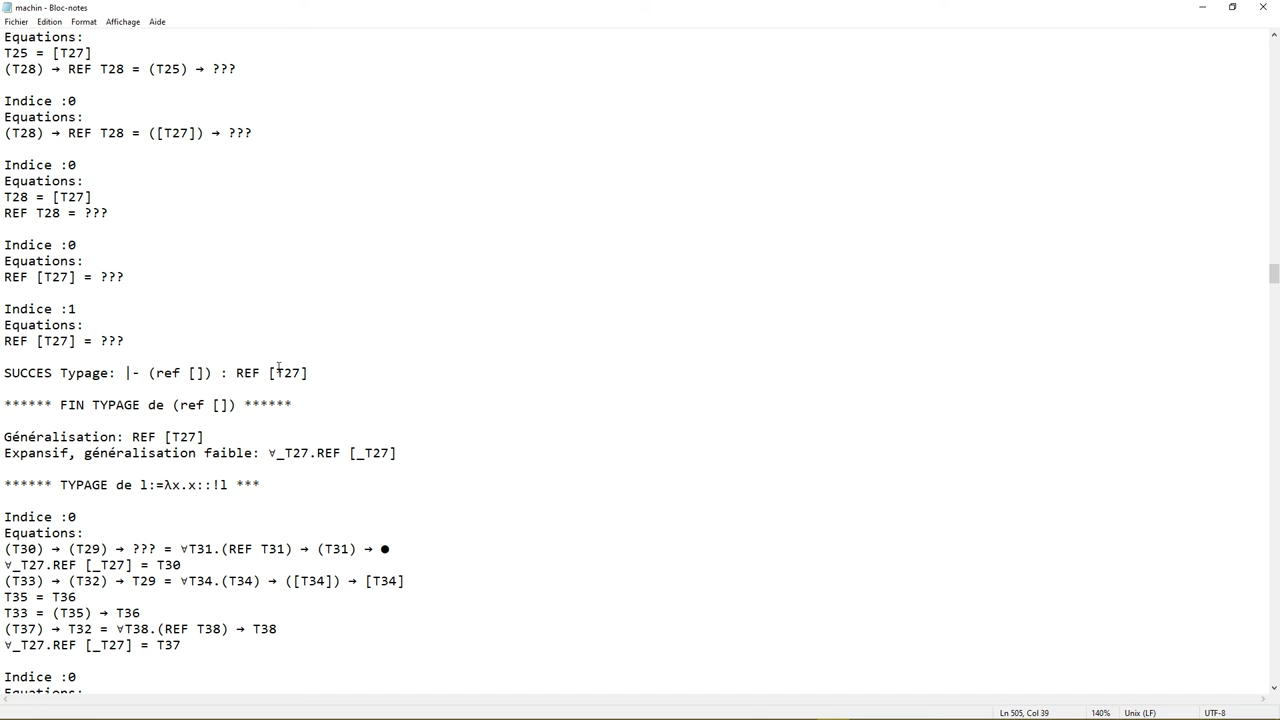 machin - Bloc-notes
Fichier Edition Format Affichage Aide
Equations:
T25 = [T27]
(T28) → REF T28 = (T25) → ???
Indice :0
Equations:
(T28) → REF T28 = ([T27]) → ???
Indice :0
Equations:
T28 = [T27]
REF T28 = ???
Indice :0
Equations:
REF [T27] = ???
Indice :1
Equations:
REF [T27] = ???
SUCCES Typage: |- (ref []) : REF [T27]
****** FIN TYPAGE de (ref []) ******
Généralisation: REF [T27]
Expansif, généralisation faible: ∀_T27.REF [_T27]
****** TYPAGE de l:=λx.x::!l ***
Indice :0
Equations:
(T30) → (T29) → ??? = ∀T31.(REF T31) → (T31) → ●
∀_T27.REF [_T27] = T30
(T33) → (T32) → T29 = ∀T34.(T34) → ([T34]) → [T34]
T35 = T36
T33 = (T35) → T36
(T37) → T32 = ∀T38.(REF T38) → T38
∀_T27.REF [_T27] = T37
Indice :0
Equations:
Ln 505, Col 39 140% Unix (LF) UTF-8